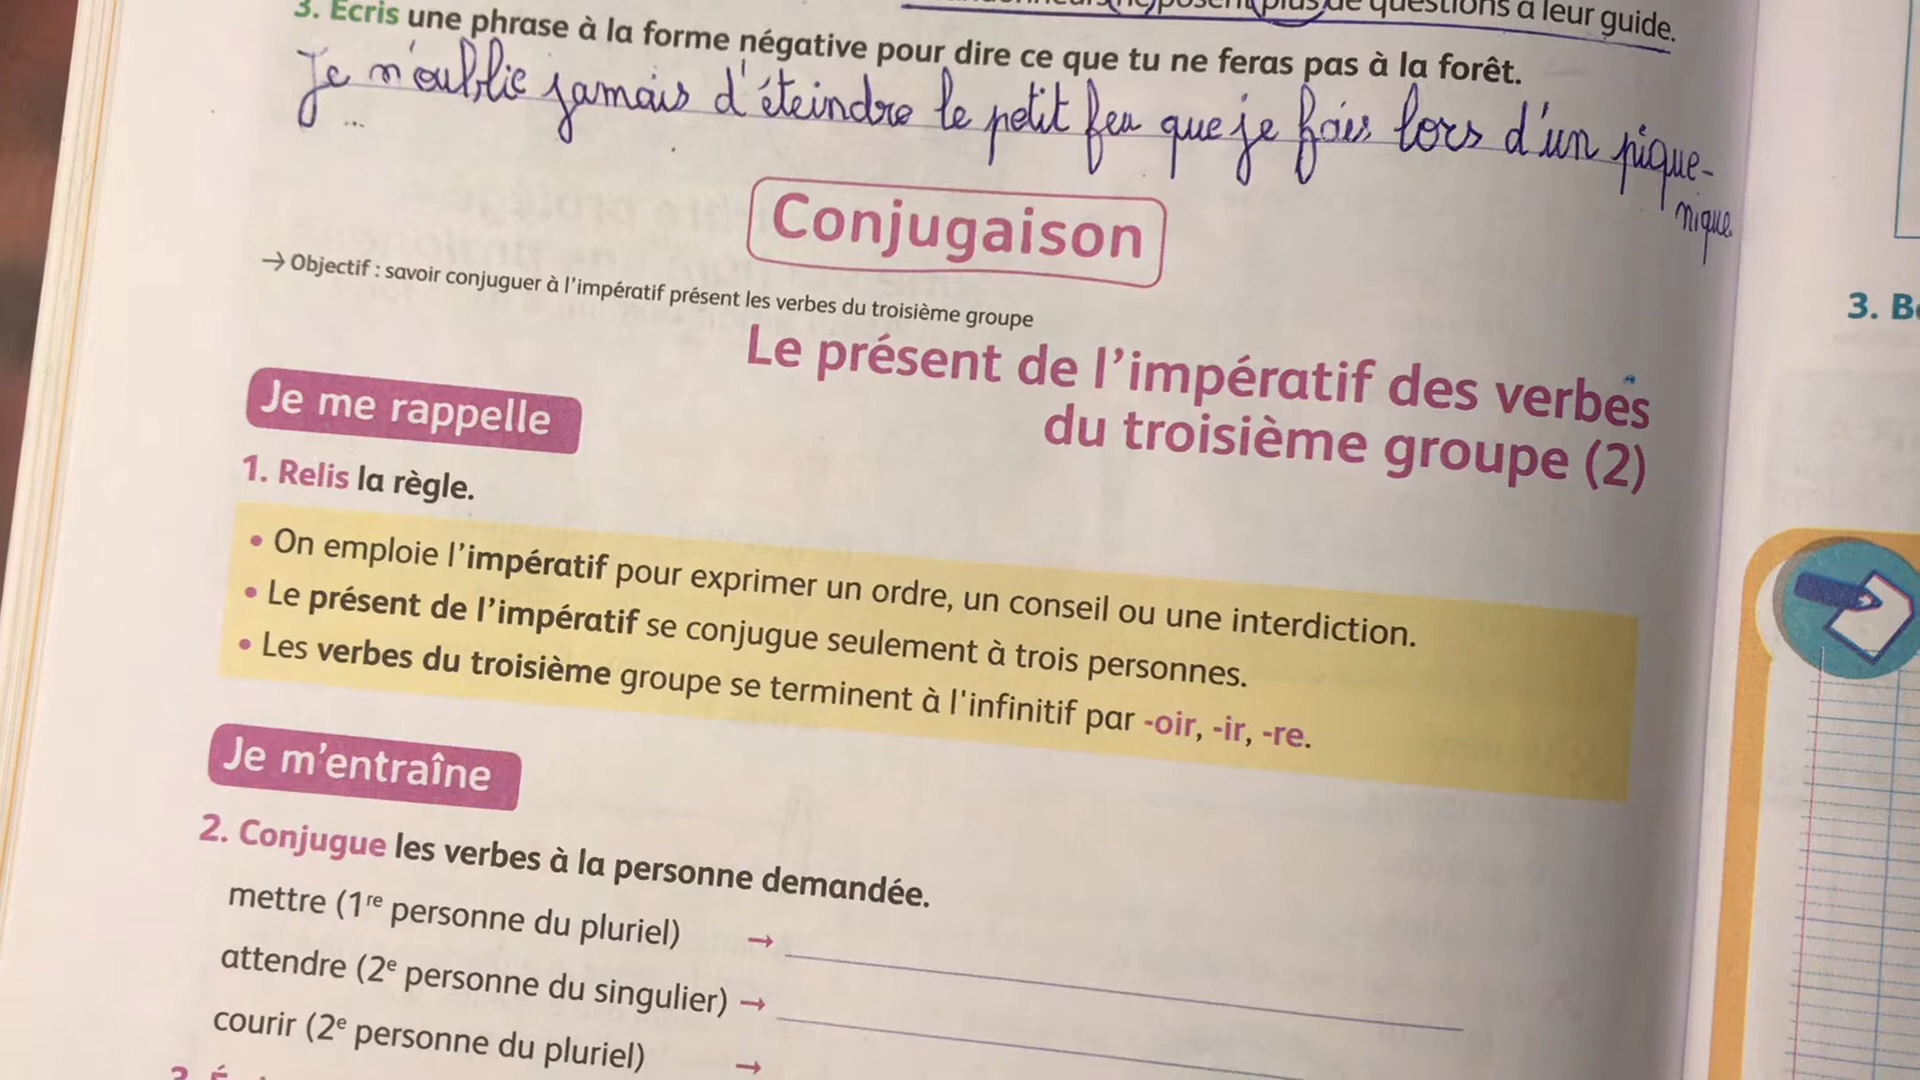 posent plus de questions à leur guide.
3. Écris une phrase à la forme négative pour dire ce que tu ne feras pas à la forêt.
Je n'oublie jamais d'éteindre le petit feu que je fais lors d'un pique-
nique.
...
Conjugaison
→ Objectif : savoir conjuguer à l'impératif présent les verbes du troisième groupe
Le présent de l'impératif des verbes
du troisième groupe (2)
Je me rappelle
1. Relis la règle.
• On emploie l'impératif pour exprimer un ordre, un conseil ou une interdiction.
• Le présent de l'impératif se conjugue seulement à trois personnes.
• Les verbes du troisième groupe se terminent à l'infinitif par -oir, -ir, -re.
Je m'entraîne
2. Conjugue les verbes à la personne demandée.
mettre (1re personne du pluriel) →
attendre (2e personne du singulier) →
courir (2e personne du pluriel) →
3.